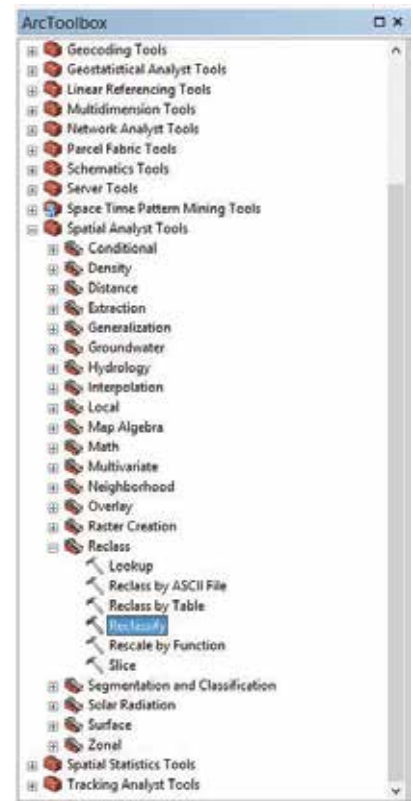 ArcToolbox
Geocoding Tools
Geostatistical Analyst Tools
Linear Referencing Tools
Multidimension Tools
Network Analyst Tools
Parcel Fabric Tools
Schematics Tools
Server Tools
Space Time Pattern Mining Tools
Spatial Analyst Tools
Conditional
Density
Distance
Extraction
Generalization
Groundwater
Hydrology
Interpolation
Local
Map Algebra
Math
Multivariate
Neighborhood
Overlay
Raster Creation
Reclass
Lookup
Reclass by ASCII File
Reclass by Table
Reclassify
Rescale by Function
Slice
Segmentation and Classification
Solar Radiation
Surface
Zonal
Spatial Statistics Tools
Tracking Analyst Tools